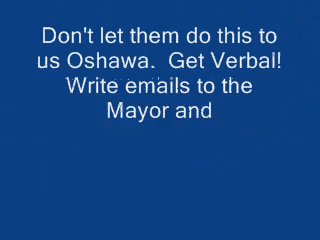 Don't let them do this to
us Oshawa.  Get Verbal!
Write emails to the
Mayor and